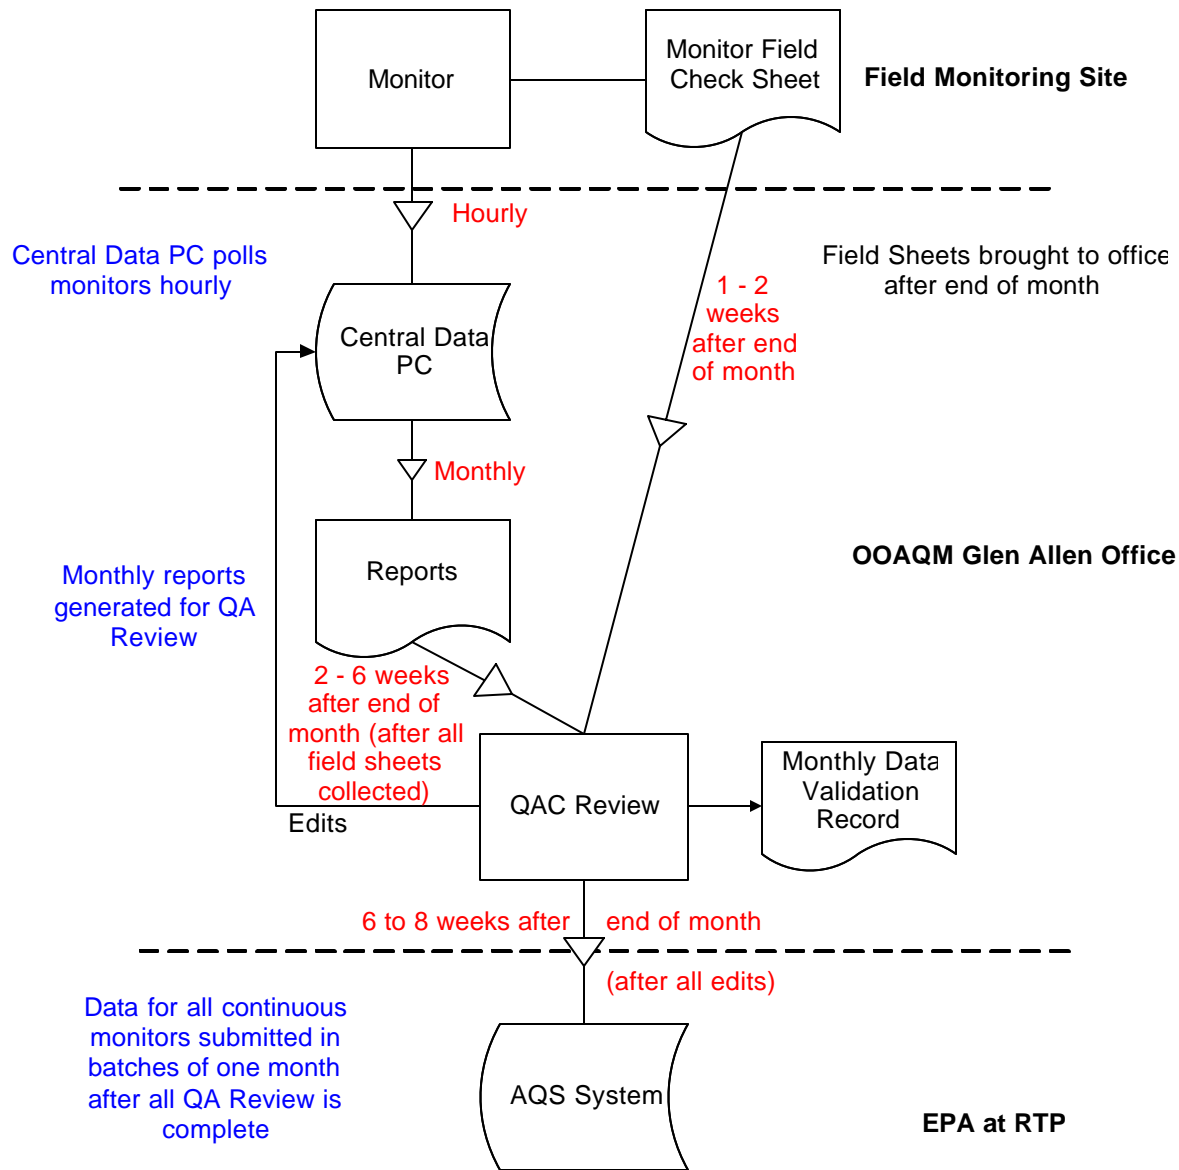 Monitor
Monitor Field
Check Sheet
Field Monitoring Site
Hourly
Central Data PC polls
monitors hourly
Field Sheets brought to office
after end of month
1 - 2
weeks
after end
of month
Central Data
PC
Monthly
Reports
OOAQM Glen Allen Office
Monthly reports
generated for QA
Review
2 - 6 weeks
after end of
month (after all
field sheets
collected)
Edits
QAC Review
Monthly Data
Validation
Record
6 to 8 weeks after end of month
(after all edits)
Data for all continuous
monitors submitted in
batches of one month
after all QA Review is
complete
AQS System
EPA at RTP